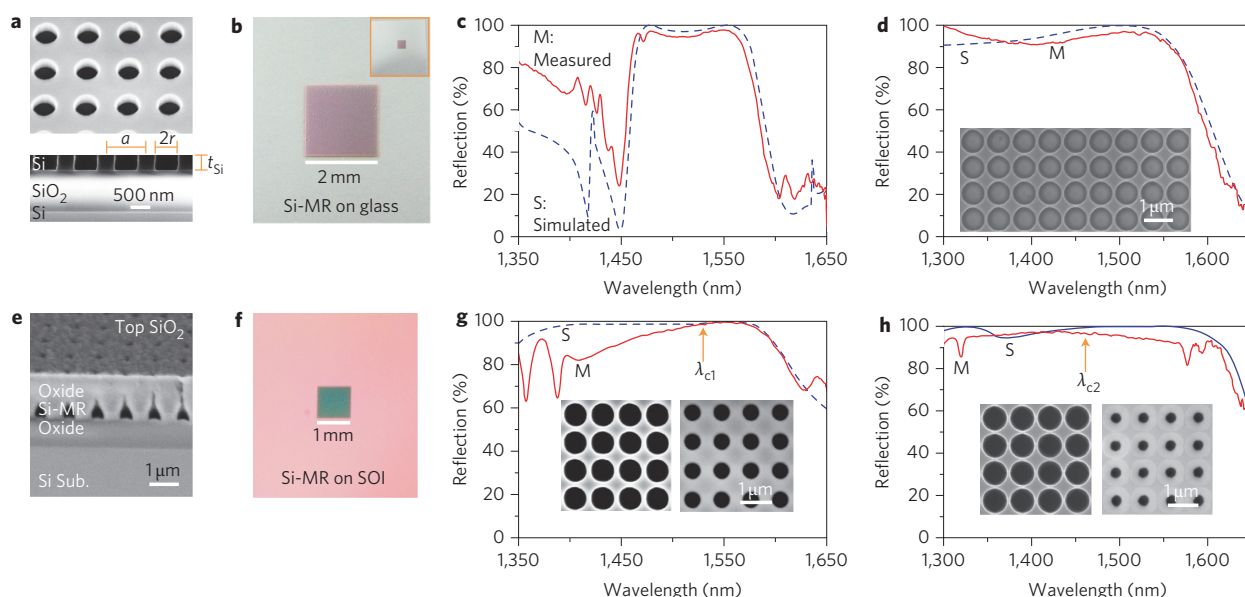 a
a
2r
tSi
Si
SiO2
Si
500 nm
b
2 mm
Si-MR on glass
c
M:
Measured
S:
Simulated
Reflection (%)
100
80
60
40
20
0
1,350
1,450
1,550
1,650
Wavelength (nm)
d
S
M
1 µm
Reflection (%)
100
80
60
40
20
0
1,300
1,400
1,500
1,600
Wavelength (nm)
e
Top SiO2
Oxide
Si-MR
Oxide
1 µm
Si Sub.
f
1 mm
Si-MR on SOI
g
S
M
λc1
1 µm
Reflection (%)
100
80
60
40
20
0
1,350
1,450
1,550
1,650
Wavelength (nm)
h
M
S
λc2
1 µm
Reflection (%)
100
80
60
40
20
0
1,300
1,400
1,500
1,600
Wavelength (nm)